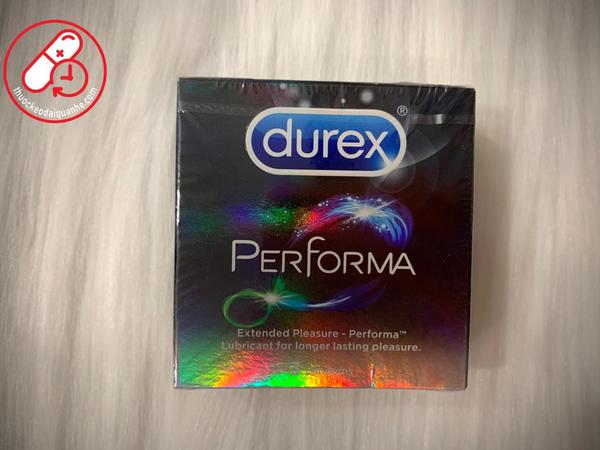 thuockeodaiquanhe.com
durex®
PERFORMA
Extended Pleasure - Performa™
Lubricant for longer lasting pleasure.